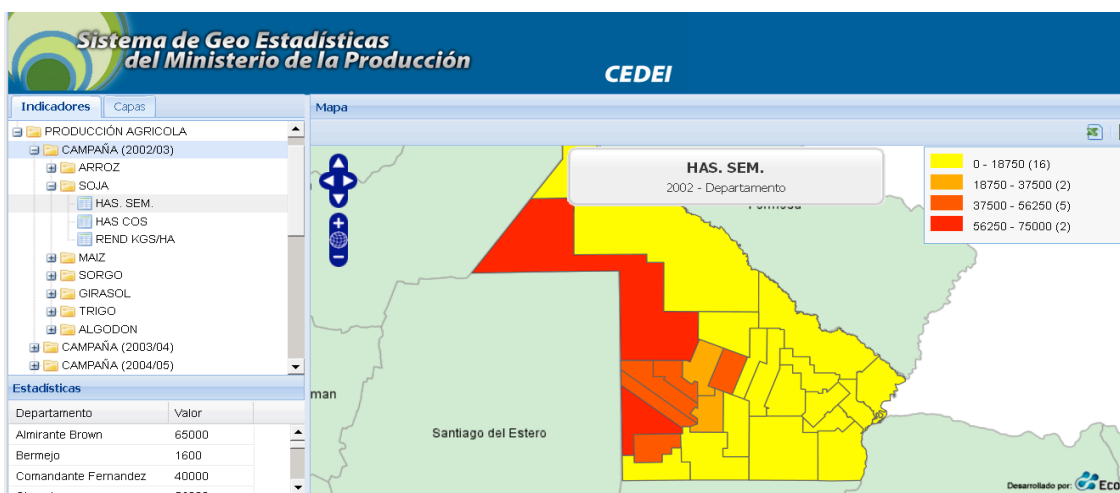 Sistema de Geo Estadísticas
del Ministerio de la Producción
CEDEI
Indicadores
Capas
PRODUCCIÓN AGRICOLA
CAMPAÑA (2002/03)
ARROZ
SOJA
HAS. SEM.
HAS COS
REND KGS/HA
MAIZ
SORGO
GIRASOL
TRIGO
ALGODON
CAMPAÑA (2003/04)
CAMPAÑA (2004/05)
Estadísticas
Departamento Valor
Almirante Brown 65000
Bermejo 1600
Comandante Fernandez 40000
Mapa
HAS. SEM.
2002 - Departamento
0 - 18750 (16)
18750 - 37500 (2)
37500 - 56250 (5)
56250 - 75000 (2)
man
Santiago del Estero
Desarrollado por: Eco